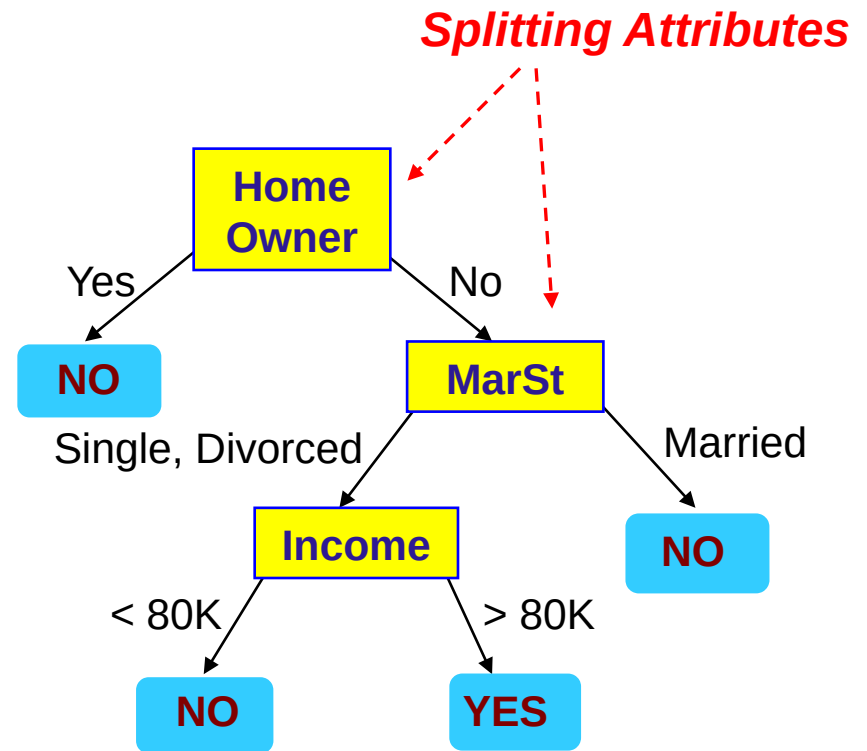 Splitting Attributes
Home
Owner
Yes
No
NO
MarSt
Single, Divorced
Married
Income
NO
< 80K
> 80K
NO
YES